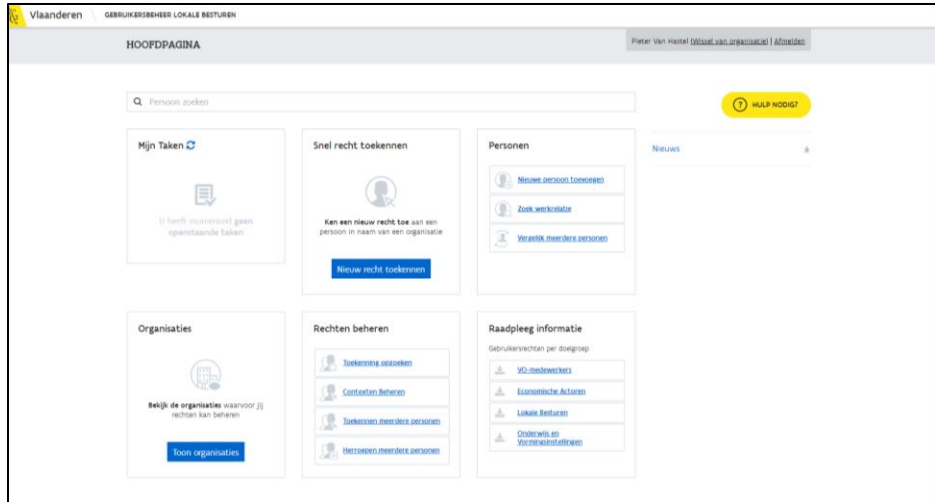 Vlaanderen
GEBRUIKERSBEHEER LOKALE BESTUREN
HOOFDPAGINA
Pieter Van Hastel (Wissel van organisatie) | Afmelden
Persoon zoeken
HULP NODIG?
Mijn Taken
U heeft momenteel geen
openstaande taken
Snel recht toekennen
Ken een nieuw recht toe aan een
persoon in naam van een organisatie
Nieuw recht toekennen
Personen
Nieuwe persoon toevoegen
Zoek werkrelatie
Vergelijk meerdere personen
Nieuws
Organisaties
Bekijk de organisaties waarvoor jij
rechten kan beheren
Toon organisaties
Rechten beheren
Toekenning opzoeken
Contexten Beheren
Toekennen meerdere personen
Herroepen meerdere personen
Raadpleeg informatie
Gebruikersrechten per doelgroep
VO-medewerkers
Economische Actoren
Lokale Besturen
Onderwijs en
Vormingsinstellingen